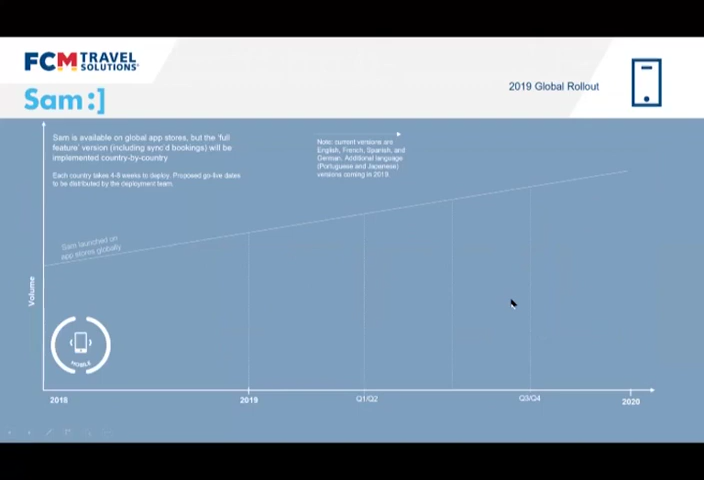 FCM TRAVEL
SOLUTIONS
Sam :]
2019 Global Rollout
Sam is available on global app stores, but the 'full
feature' version (including sync'd bookings) will be
implemented country-by-country
Each country takes 4-8 weeks to deploy. Proposed go-live dates
to be distributed by the deployment team.
Note: current versions are
English, French, Spanish, and
German. Additional language
(Portuguese and Japanese)
versions coming in 2019
Sam launched on
app stores globally
Volume
MOBILE
2018
2019
Q1/Q2
Q3/Q4
2020